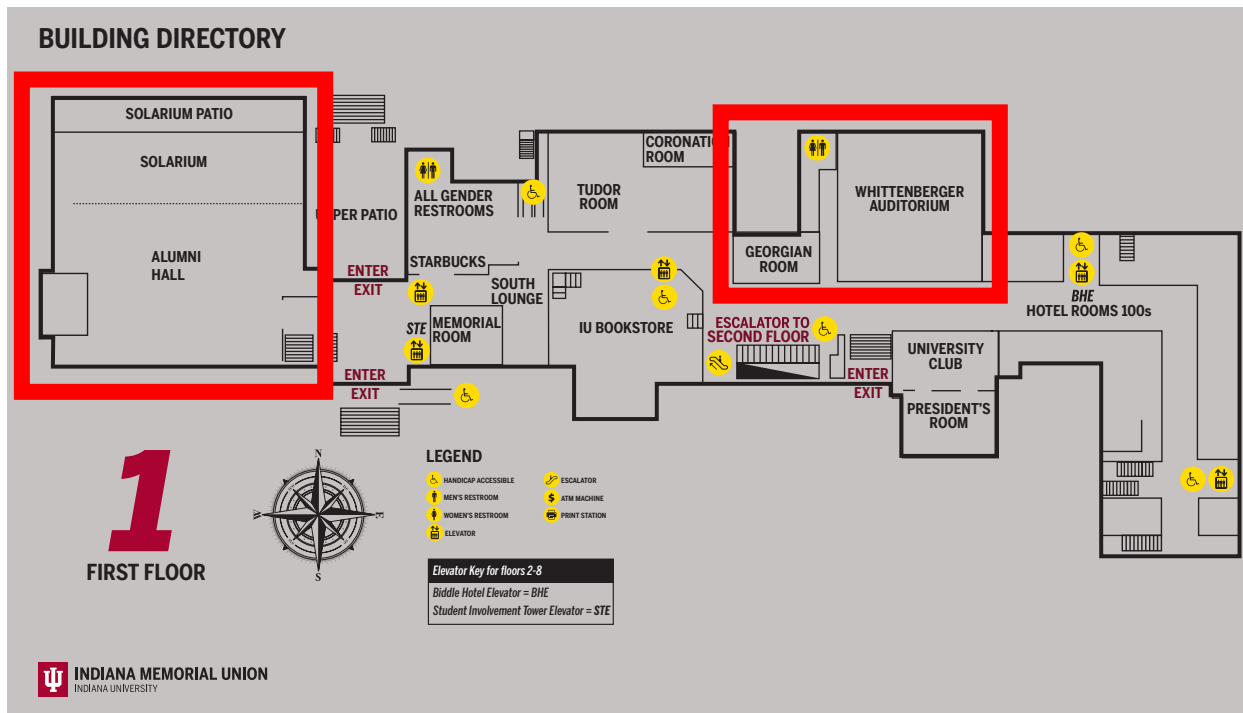 BUILDING DIRECTORY
SOLARIUM PATIO
SOLARIUM
ALUMNI
HALL
PER PATIO
ENTER
EXIT
ENTER
EXIT
ALL GENDER
RESTROOMS
STARBUCKS
SOUTH
LOUNGE
STE
MEMORIAL
ROOM
TUDOR
ROOM
CORONATI
ROOM
IU BOOKSTORE
GEORGIAN
ROOM
WHITTENBERGER
AUDITORIUM
ESCALATOR TO
SECOND FLOOR
ENTER
EXIT
UNIVERSITY
CLUB
PRESIDENT'S
ROOM
BHE
HOTEL ROOMS 100s
1
FIRST FLOOR
N
W
E
S
LEGEND
HANDICAP ACCESSIBLE
MEN'S RESTROOM
WOMEN'S RESTROOM
ELEVATOR
ESCALATOR
$ ATM MACHINE
PRINT STATION
Elevator Key for floors 2-8
Biddle Hotel Elevator = BHE
Student Involvement Tower Elevator = STE
INDIANA MEMORIAL UNION
INDIANA UNIVERSITY